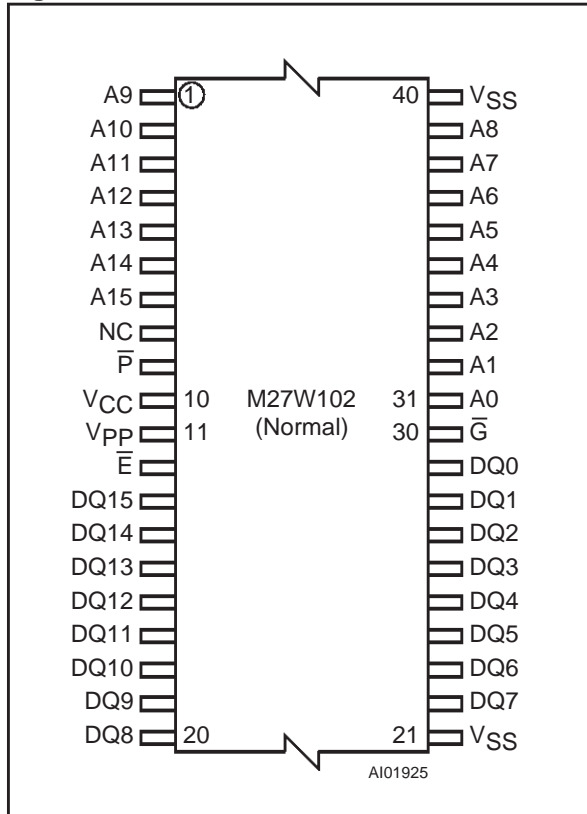 A9 1 40 VSS
A10 A8
A11 A7
A12 A6
A13 A5
A14 A4
A15 A3
NC A2
P̅ A1
VCC 10 M27W102 31 A0
VPP 11 (Normal) 30 G̅
E̅ DQ0
DQ15 DQ1
DQ14 DQ2
DQ13 DQ3
DQ12 DQ4
DQ11 DQ5
DQ10 DQ6
DQ9 DQ7
DQ8 20 21 VSS
AI01925